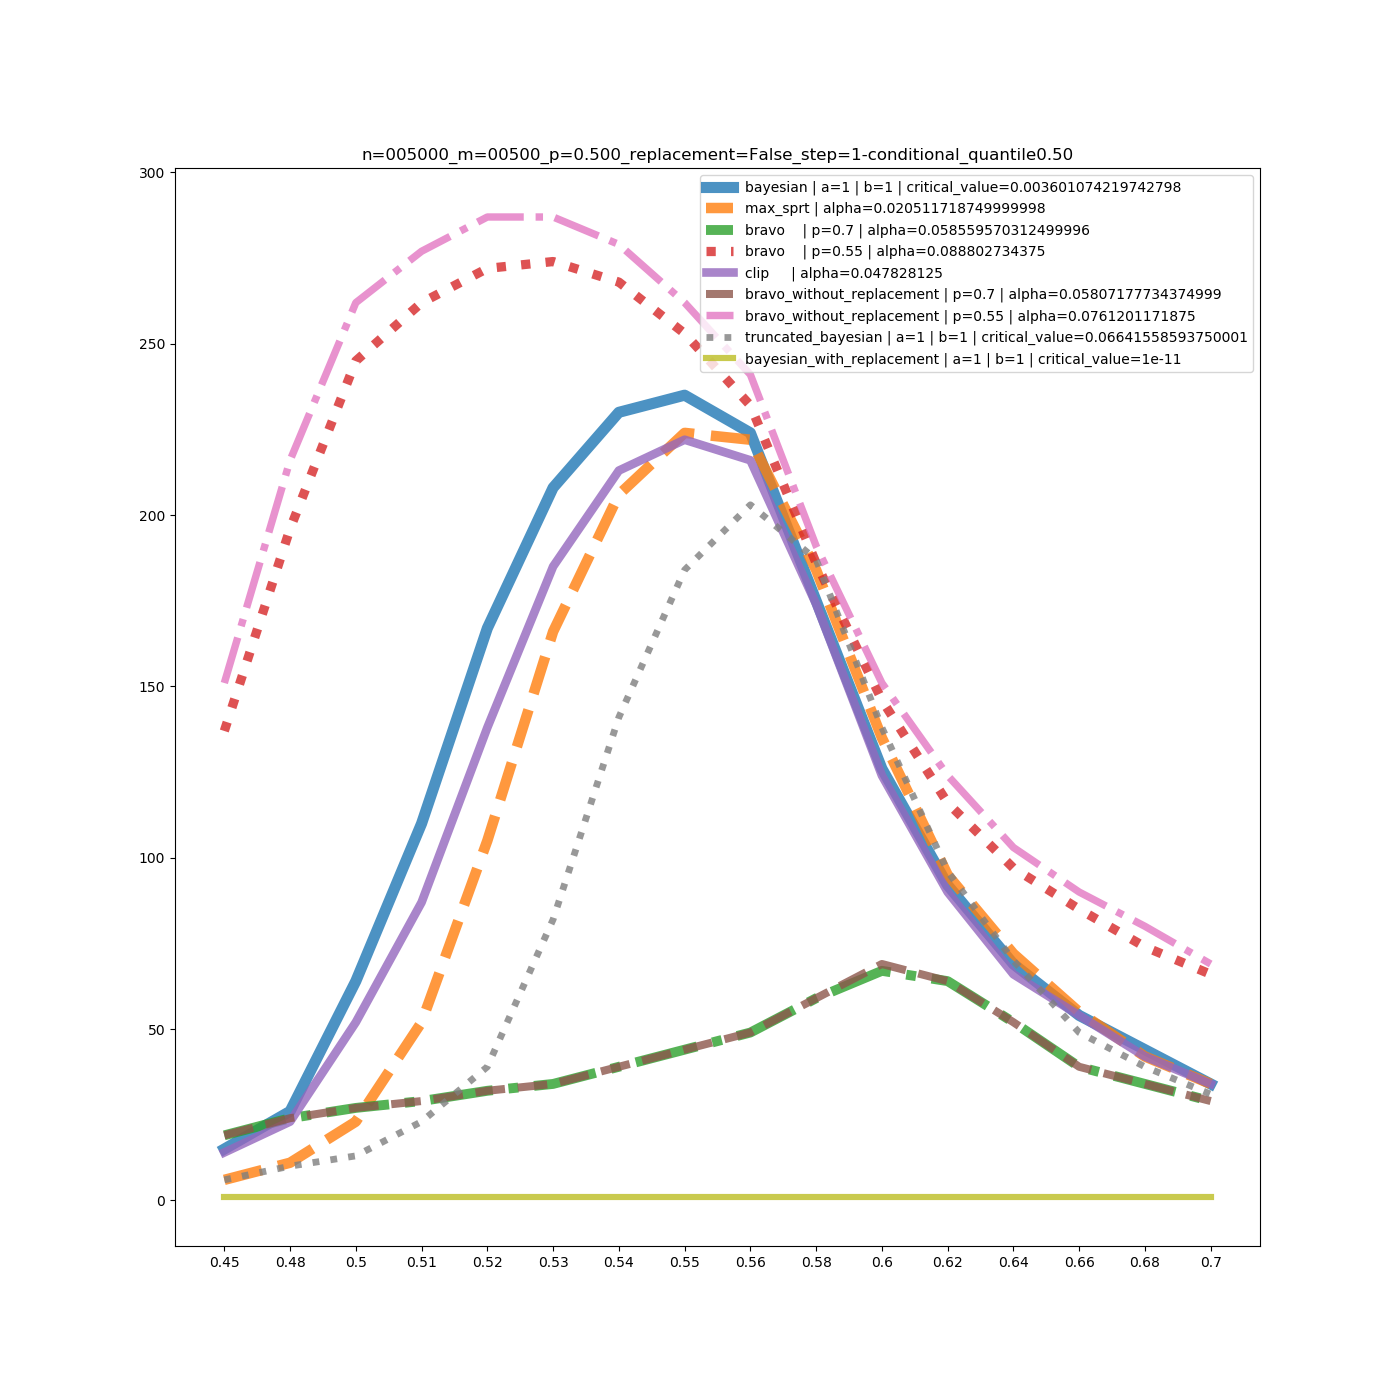 n=005000_m=00500_p=0.500_replacement=False_step=1-conditional_quantile0.50
300
250
200
150
100
50
0
bayesian | a=1 | b=1 | critical_value=0.003601074219742798
max_sprt | alpha=0.020511718749999998
bravo    | p=0.7 | alpha=0.058559570312499996
bravo    | p=0.55 | alpha=0.088802734375
clip     | alpha=0.047828125
bravo_without_replacement | p=0.7 | alpha=0.05807177734374999
bravo_without_replacement | p=0.55 | alpha=0.0761201171875
truncated_bayesian | a=1 | b=1 | critical_value=0.06641558593750001
bayesian_with_replacement | a=1 | b=1 | critical_value=1e-11
0.45 0.48 0.5 0.51 0.52 0.53 0.54 0.55 0.56 0.58 0.6 0.62 0.64 0.66 0.68 0.7